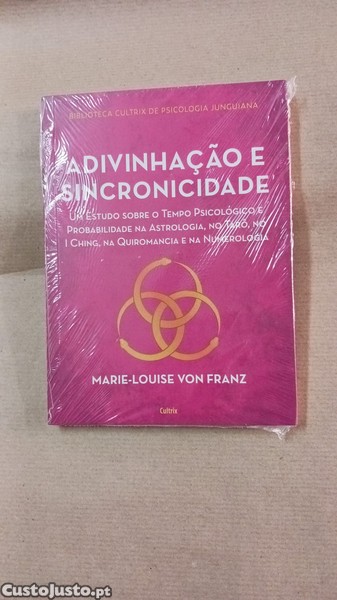 BIBLIOTECA CULTRIX DE PSICOLOGIA JUNGUIANA
ADIVINHAÇÃO E
SINCRONICIDADE
UM ESTUDO SOBRE O TEMPO PSICOLÓGICO E
PROBABILIDADE NA ASTROLOGIA, NO TARÔ, NO
I CHING, NA QUIROMANCIA E NA NUMEROLOGIA
MARIE-LOUISE VON FRANZ
Cultrix
CustoJusto.pt